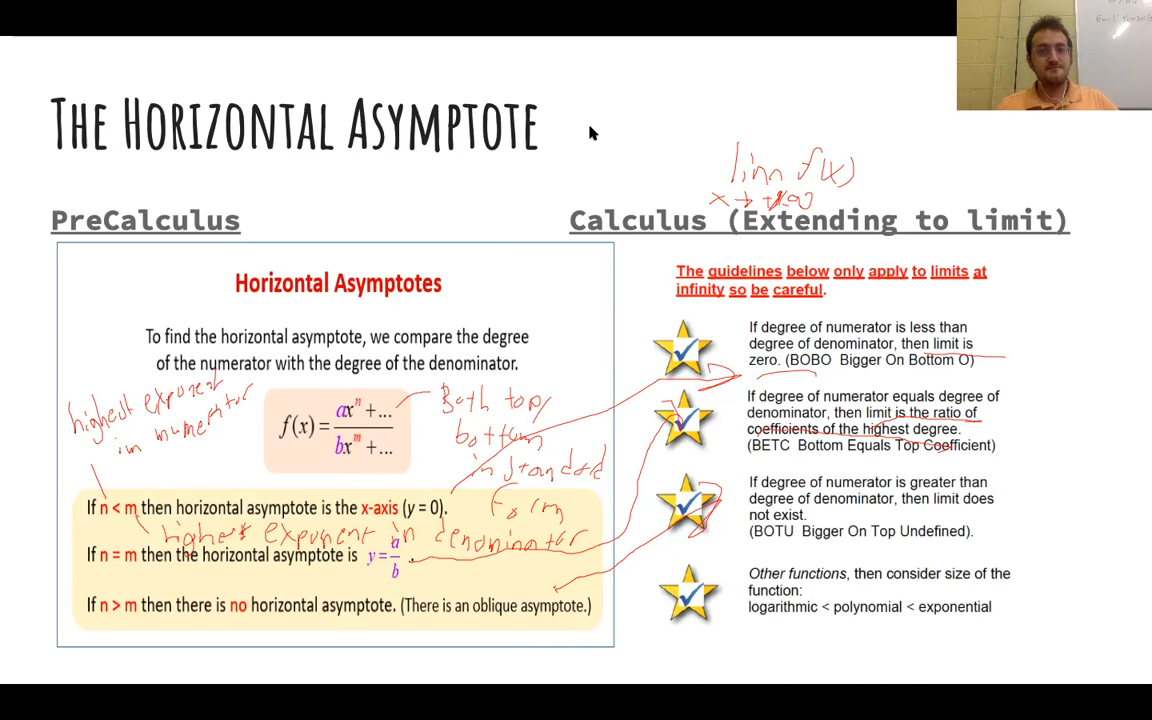 THE HORIZONTAL ASYMPTOTE
lim f(x)
PreCalculus
Calculus (Extending to limit)
Horizontal Asymptotes
To find the horizontal asymptote, we compare the degree
of the numerator with the degree of the denominator.
highest exponent
in numerator
f(x) = (axⁿ + ...) / (bxᵐ + ...)
Both top/
bottom
in standard
Form
If n < m then horizontal asymptote is the x-axis (y = 0).
highest exponent in denominator
If n = m then the horizontal asymptote is y = a/b
If n > m then there is no horizontal asymptote. (There is an oblique asymptote.)
The guidelines below only apply to limits at
infinity so be careful.
If degree of numerator is less than
degree of denominator, then limit is
zero. (BOBO Bigger On Bottom O)
If degree of numerator equals degree of
denominator, then limit is the ratio of
coefficients of the highest degree.
(BETC Bottom Equals Top Coefficient)
If degree of numerator is greater than
degree of denominator, then limit does
not exist.
(BOTU Bigger On Top Undefined).
Other functions, then consider size of the
function:
logarithmic < polynomial < exponential